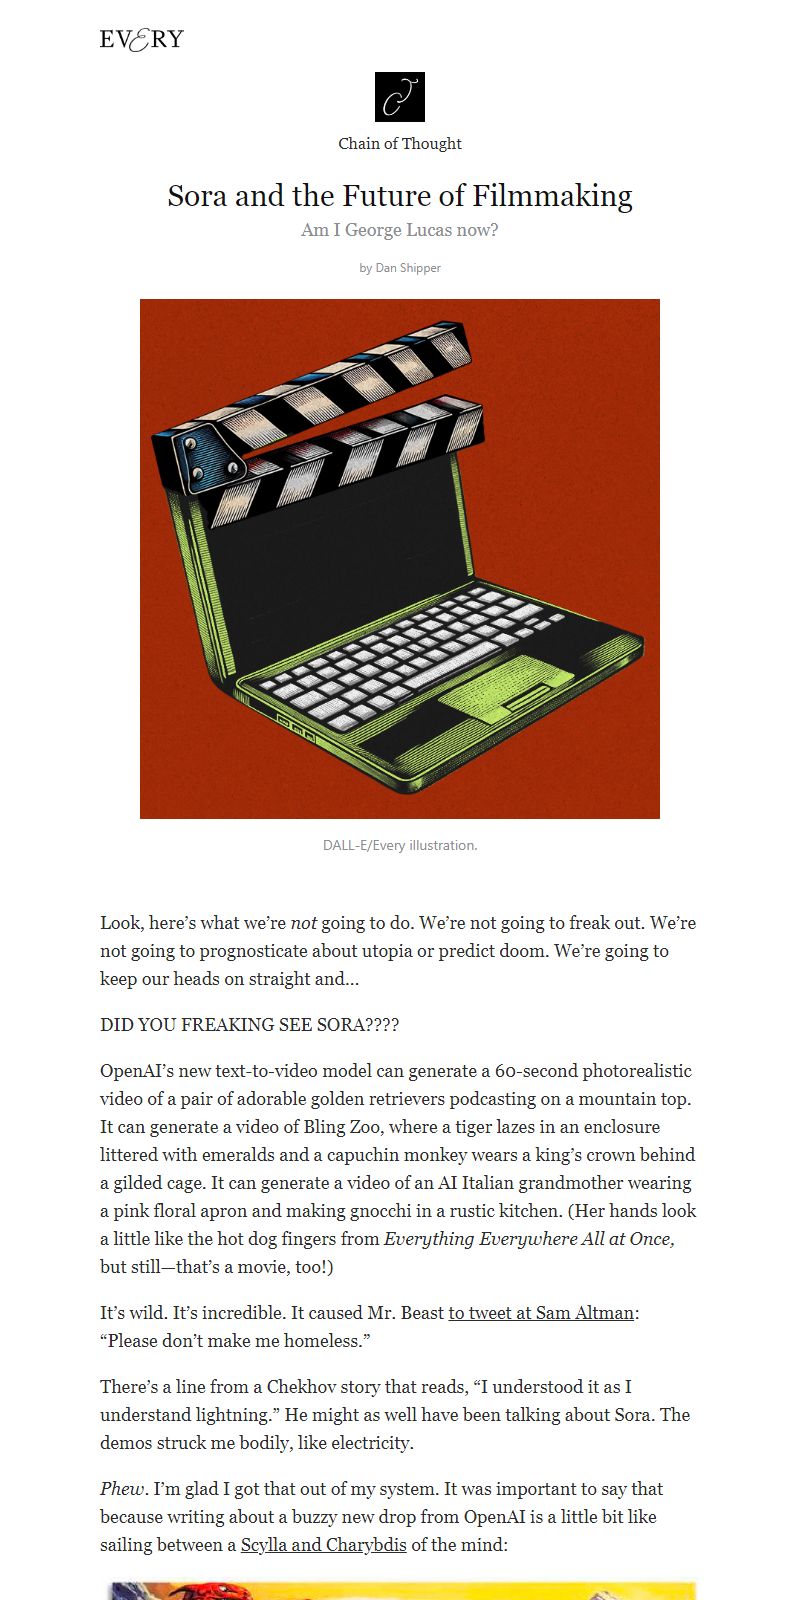 EVERY
Chain of Thought
Sora and the Future of Filmmaking
Am I George Lucas now?
by Dan Shipper
DALL-E/Every illustration.
Look, here’s what we’re not going to do. We’re not going to freak out. We’re
not going to prognosticate about utopia or predict doom. We’re going to
keep our heads on straight and…
DID YOU FREAKING SEE SORA????
OpenAI’s new text-to-video model can generate a 60-second photorealistic
video of a pair of adorable golden retrievers podcasting on a mountain top.
It can generate a video of Bling Zoo, where a tiger lazes in an enclosure
littered with emeralds and a capuchin monkey wears a king’s crown behind
a gilded cage. It can generate a video of an AI Italian grandmother wearing
a pink floral apron and making gnocchi in a rustic kitchen. (Her hands look
a little like the hot dog fingers from Everything Everywhere All at Once,
but still—that’s a movie, too!)
It’s wild. It’s incredible. It caused Mr. Beast to tweet at Sam Altman:
“Please don’t make me homeless.”
There’s a line from a Chekhov story that reads, “I understood it as I
understand lightning.” He might as well have been talking about Sora. The
demos struck me bodily, like electricity.
Phew. I’m glad I got that out of my system. It was important to say that
because writing about a buzzy new drop from OpenAI is a little bit like
sailing between a Scylla and Charybdis of the mind: